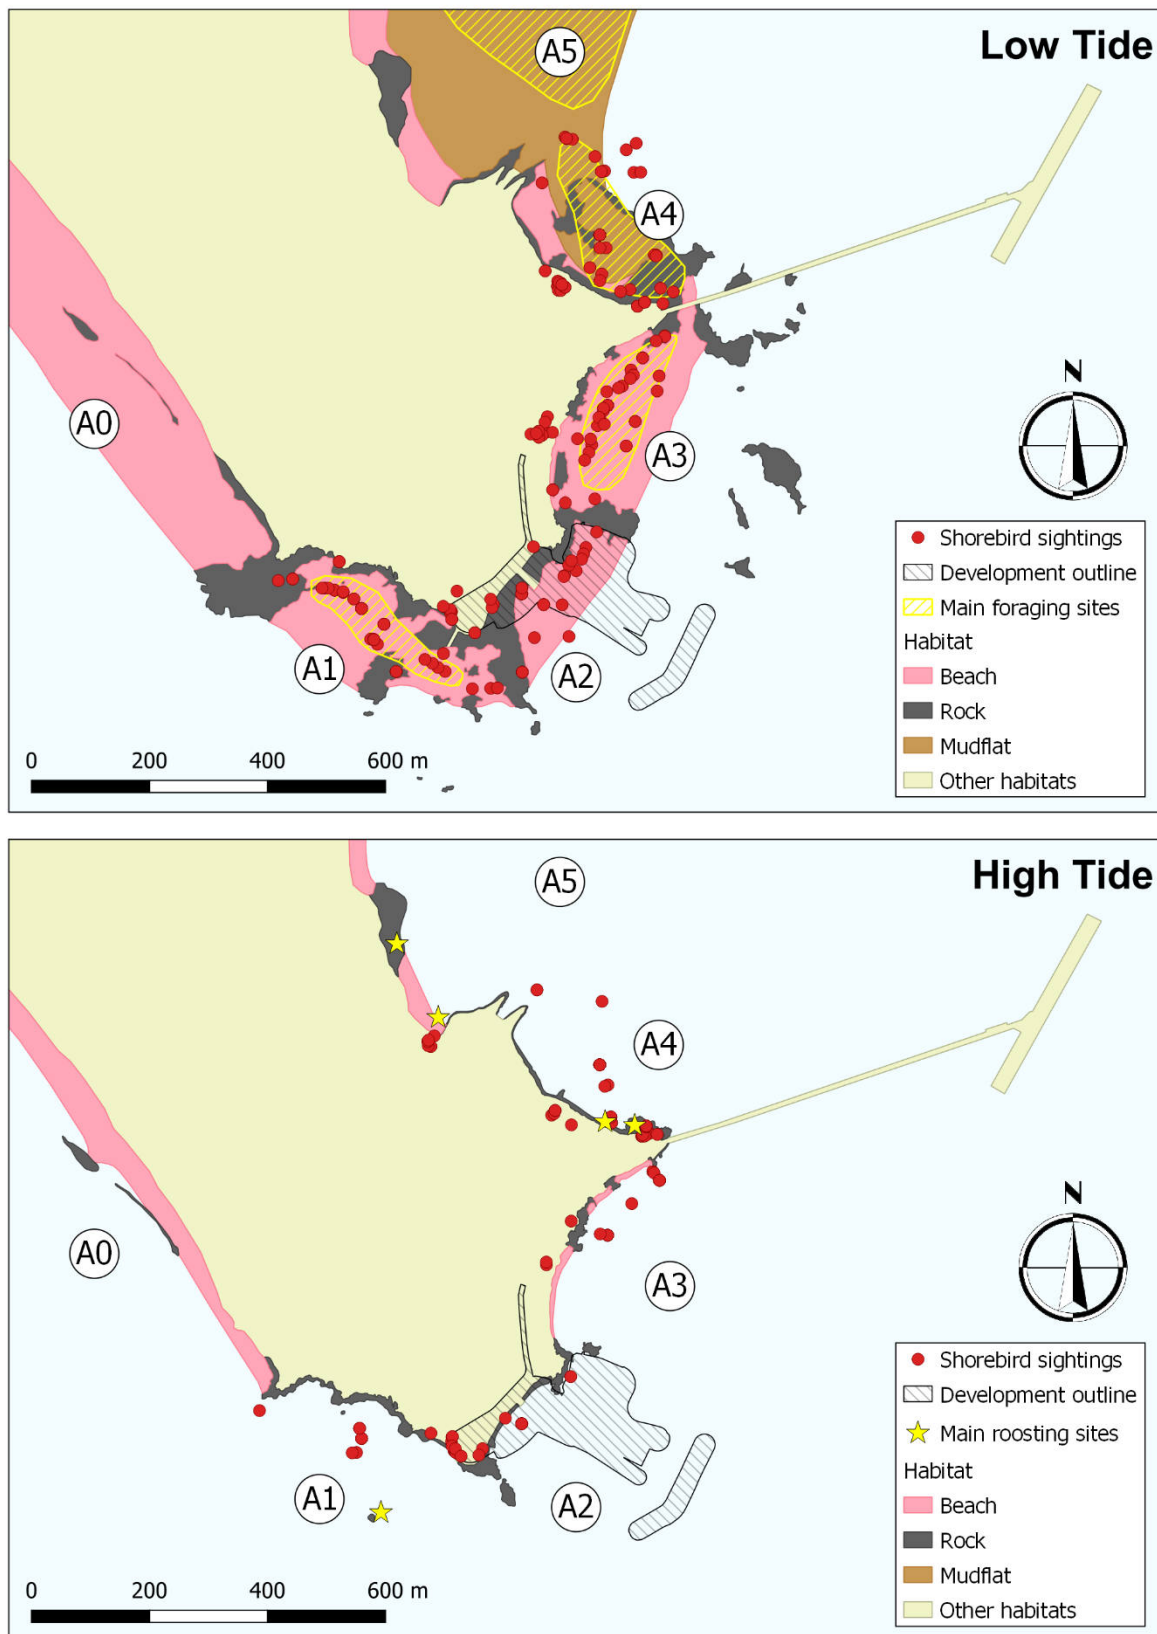 Low Tide
A5
A4
A0
A3
N
A1
A2
Shorebird sightings
Development outline
Main foraging sites
Habitat
Beach
Rock
Mudflat
Other habitats
0 200 400 600 m
High Tide
A5
A4
A0
A3
N
A1
A2
Shorebird sightings
Development outline
Main roosting sites
Habitat
Beach
Rock
Mudflat
Other habitats
0 200 400 600 m